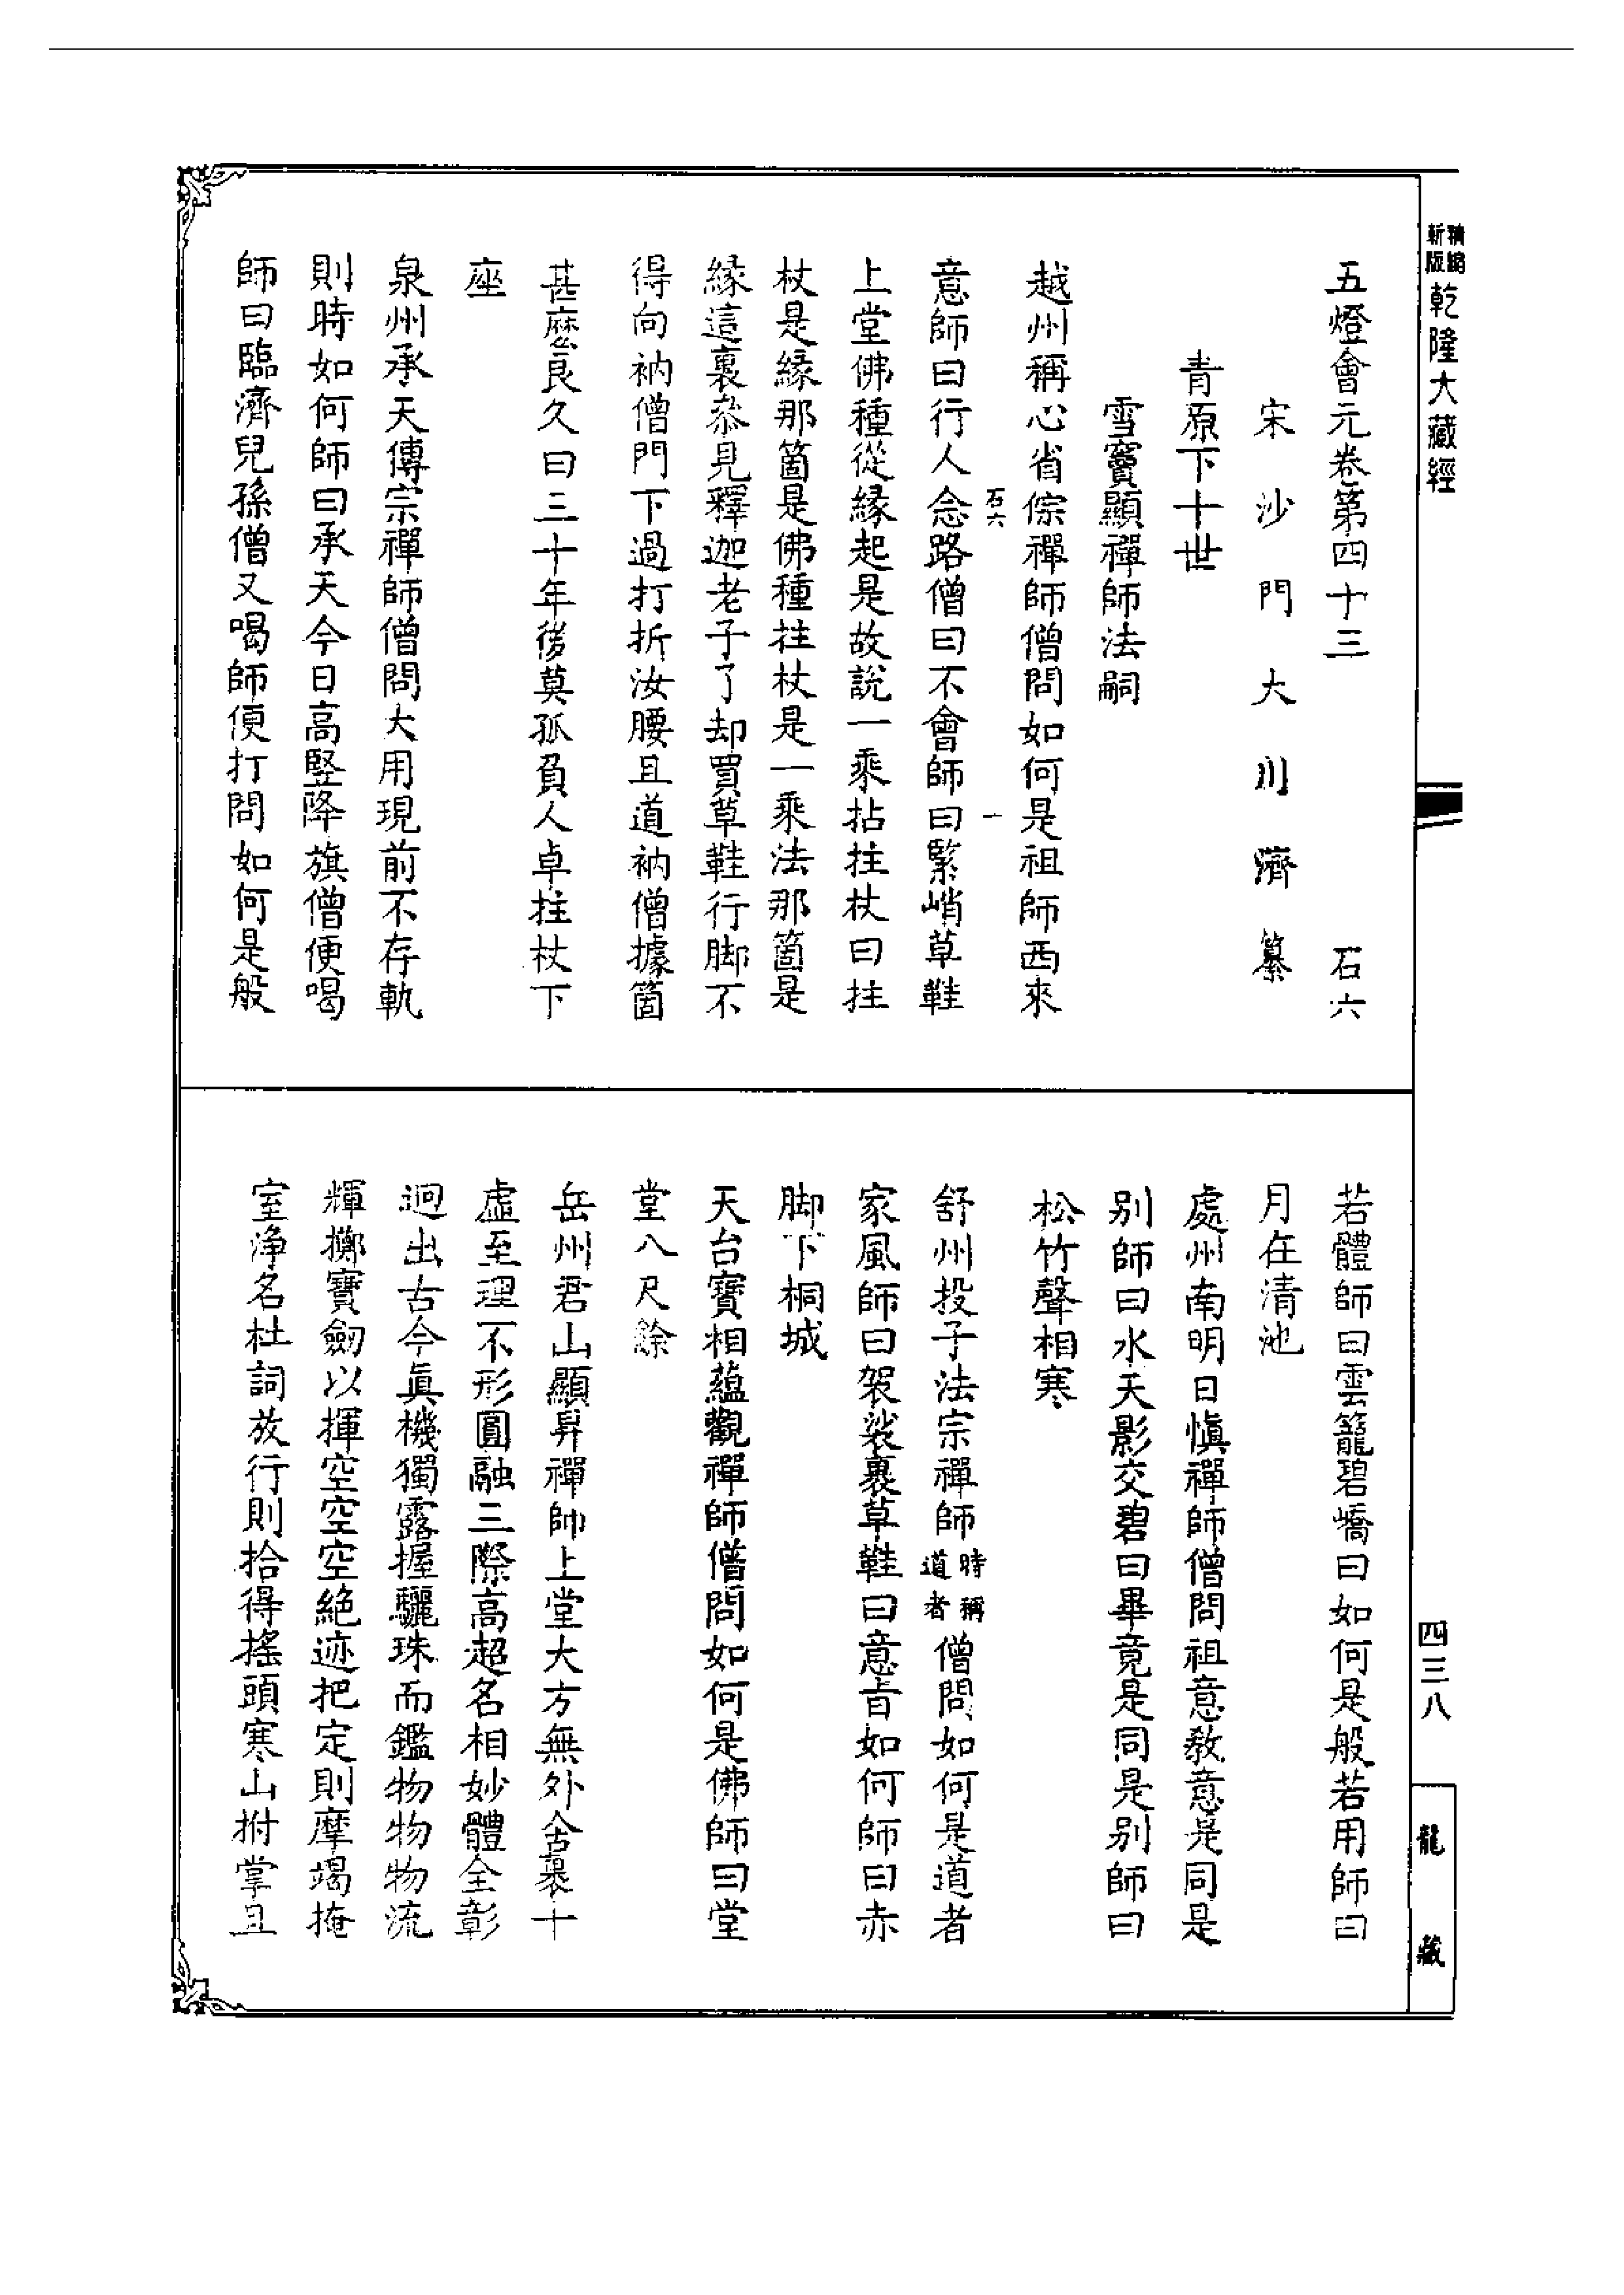 精縮
新版
乾隆大藏經
五燈會元卷第四十三　石六
宋沙門大川濟纂
青原下十世
雪竇顯禪師法嗣
越州稱心省倧禪師僧問如何是祖師西來
石六　一
意師曰行人念路僧曰不會師曰緊峭草鞋
上堂佛種從緣起是故說一乘拈拄杖曰拄
杖是緣那箇是佛種拄杖是一乘法那箇是
緣這裏叅見釋迦老子了却買草鞋行脚不
得向衲僧門下過打折汝腰且道衲僧據箇
甚麼良久曰三十年後莫孤負人卓拄杖下
座
泉州承天傳宗禪師僧問大用現前不存軌
則時如何師曰承天今日高豎降旗僧便喝
師曰臨濟兒孫僧又喝師便打問如何是般
若體師曰雲籠碧嶠曰如何是般若用師曰
月在清池
處州南明日慎禪師僧問祖意教意是同是
別師曰水天影交碧曰畢竟是同是別師曰
松竹聲相寒
舒州投子法宗禪師時稱道者僧問如何是道者
家風師曰袈裟裹草鞋曰意旨如何師曰赤
脚下桐城
天台寶相蘊觀禪師僧問如何是佛師曰堂
堂八尺餘
岳州君山顯昇禪師上堂大方無外含裹十
虛至理不形圓融三際高超名相妙體全彰
迥出古今真機獨露握驪珠而鑑物物物流
輝擲寶劒以揮空空空絕迹把定則摩竭掩
室淨名杜詞放行則拾得搖頭寒山拊掌且
四三八
龍藏